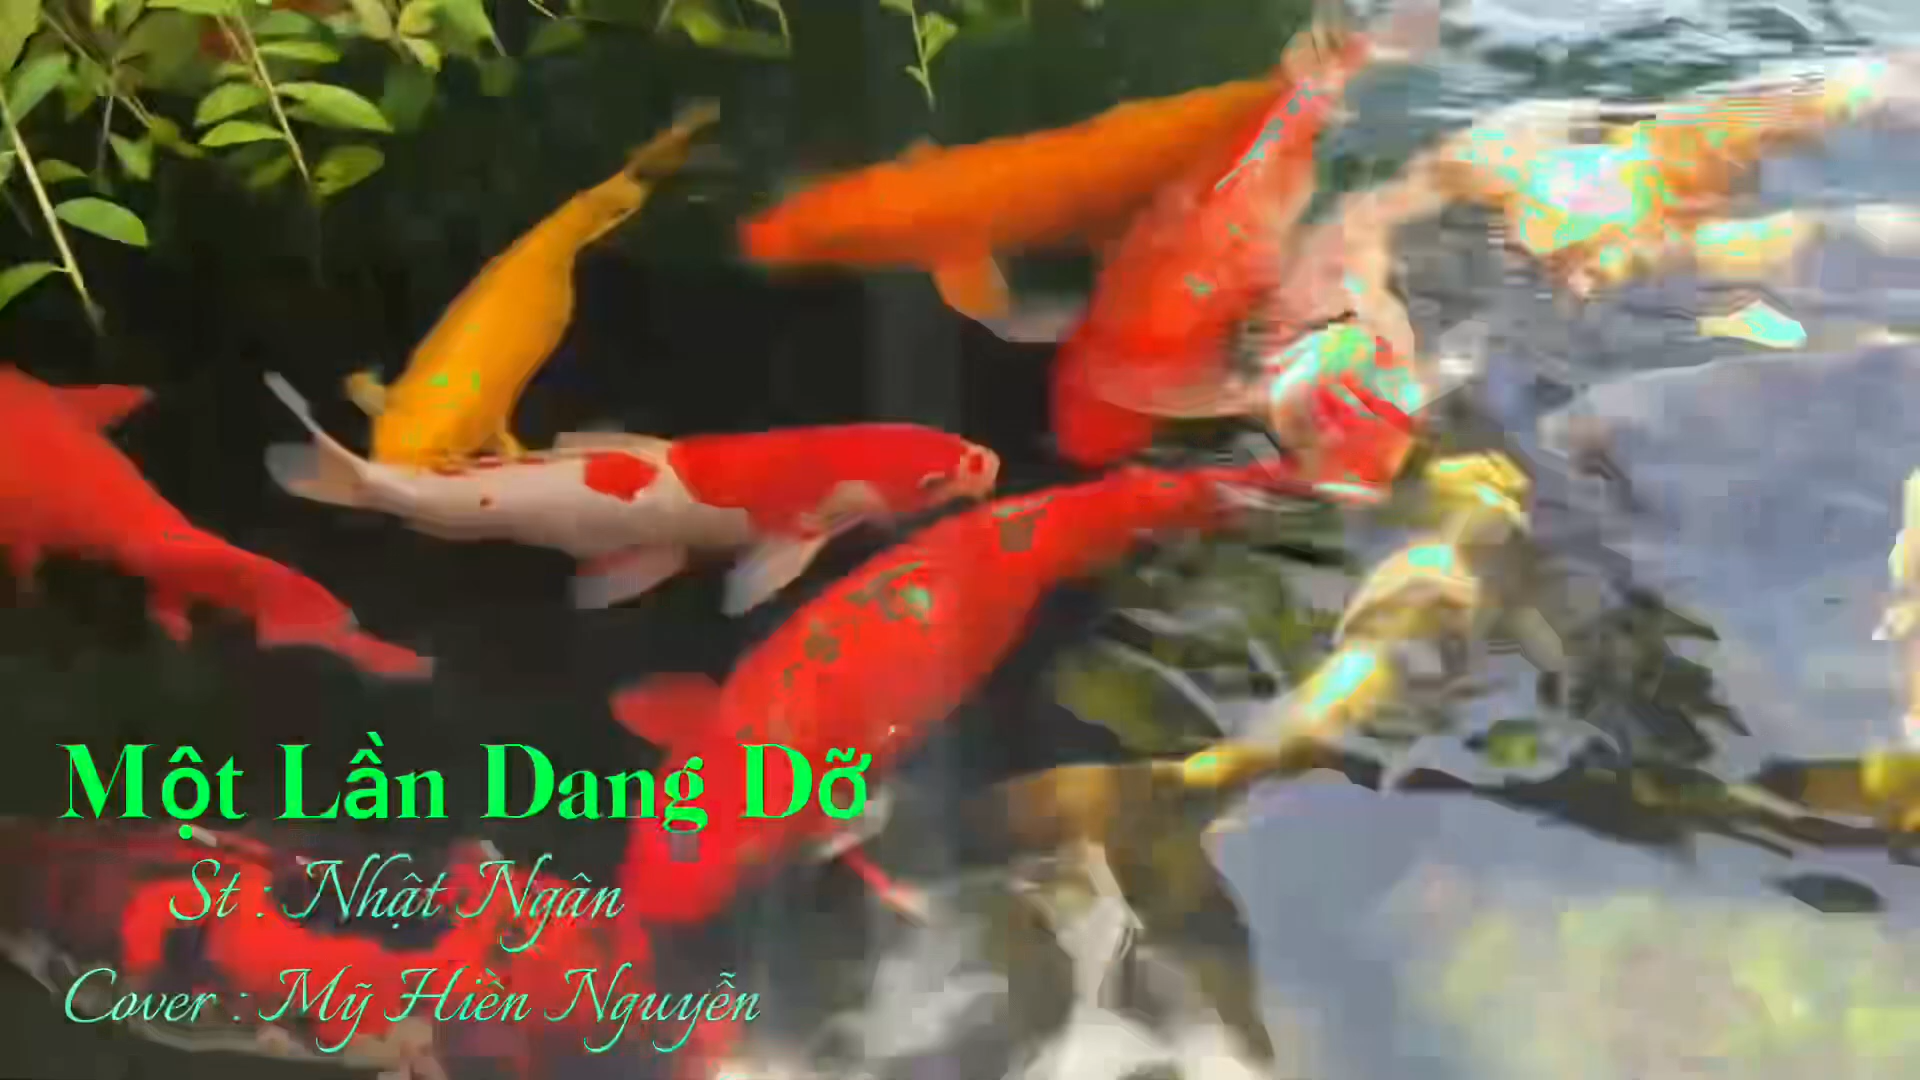 Một Lần Dang Dỡ
St : Nhật Ngân
Cover : Mỹ Hiền Nguyễn